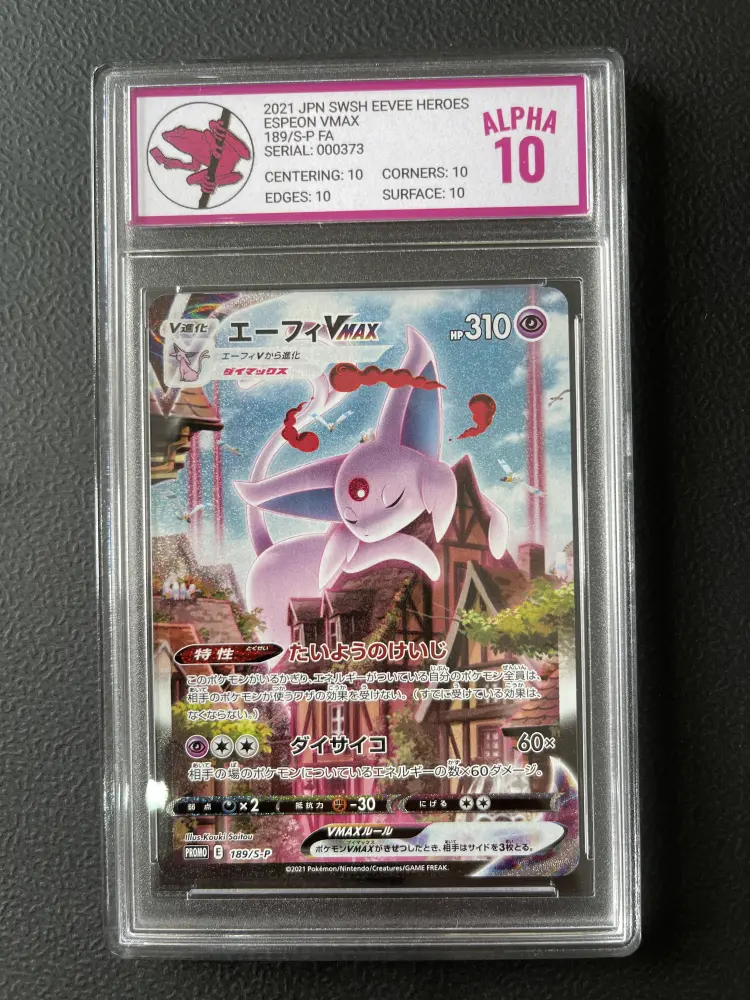 2021 JPN SWSH EEVEE HEROES
ESPEON VMAX
189/S-P FA
SERIAL: 000373
CENTERING: 10 CORNERS: 10
EDGES: 10 SURFACE: 10
ALPHA
10
V進化
エーフィVMAX
HP310
エーフィVから進化
ダイマックス
特性 とくせい
たいようのけいじ
このポケモンがいるかぎり、エネルギーがついている自分のポケモン全員は、
相手のポケモンが使うワザの効果を受けない。(すでに受けている効果は、
なくならない。)
ダイサイコ 60×
相手の場のポケモンについているエネルギーの数×60ダメージ。
弱点 ×2 抵抗力 -30 にげる
Illus. Kouki Saitou
VMAXルール
PROMO E 189/S-P
ポケモンVMAXがきぜつしたとき、相手はサイドを3枚とる。
©2021 Pokémon/Nintendo/Creatures/GAME FREAK.